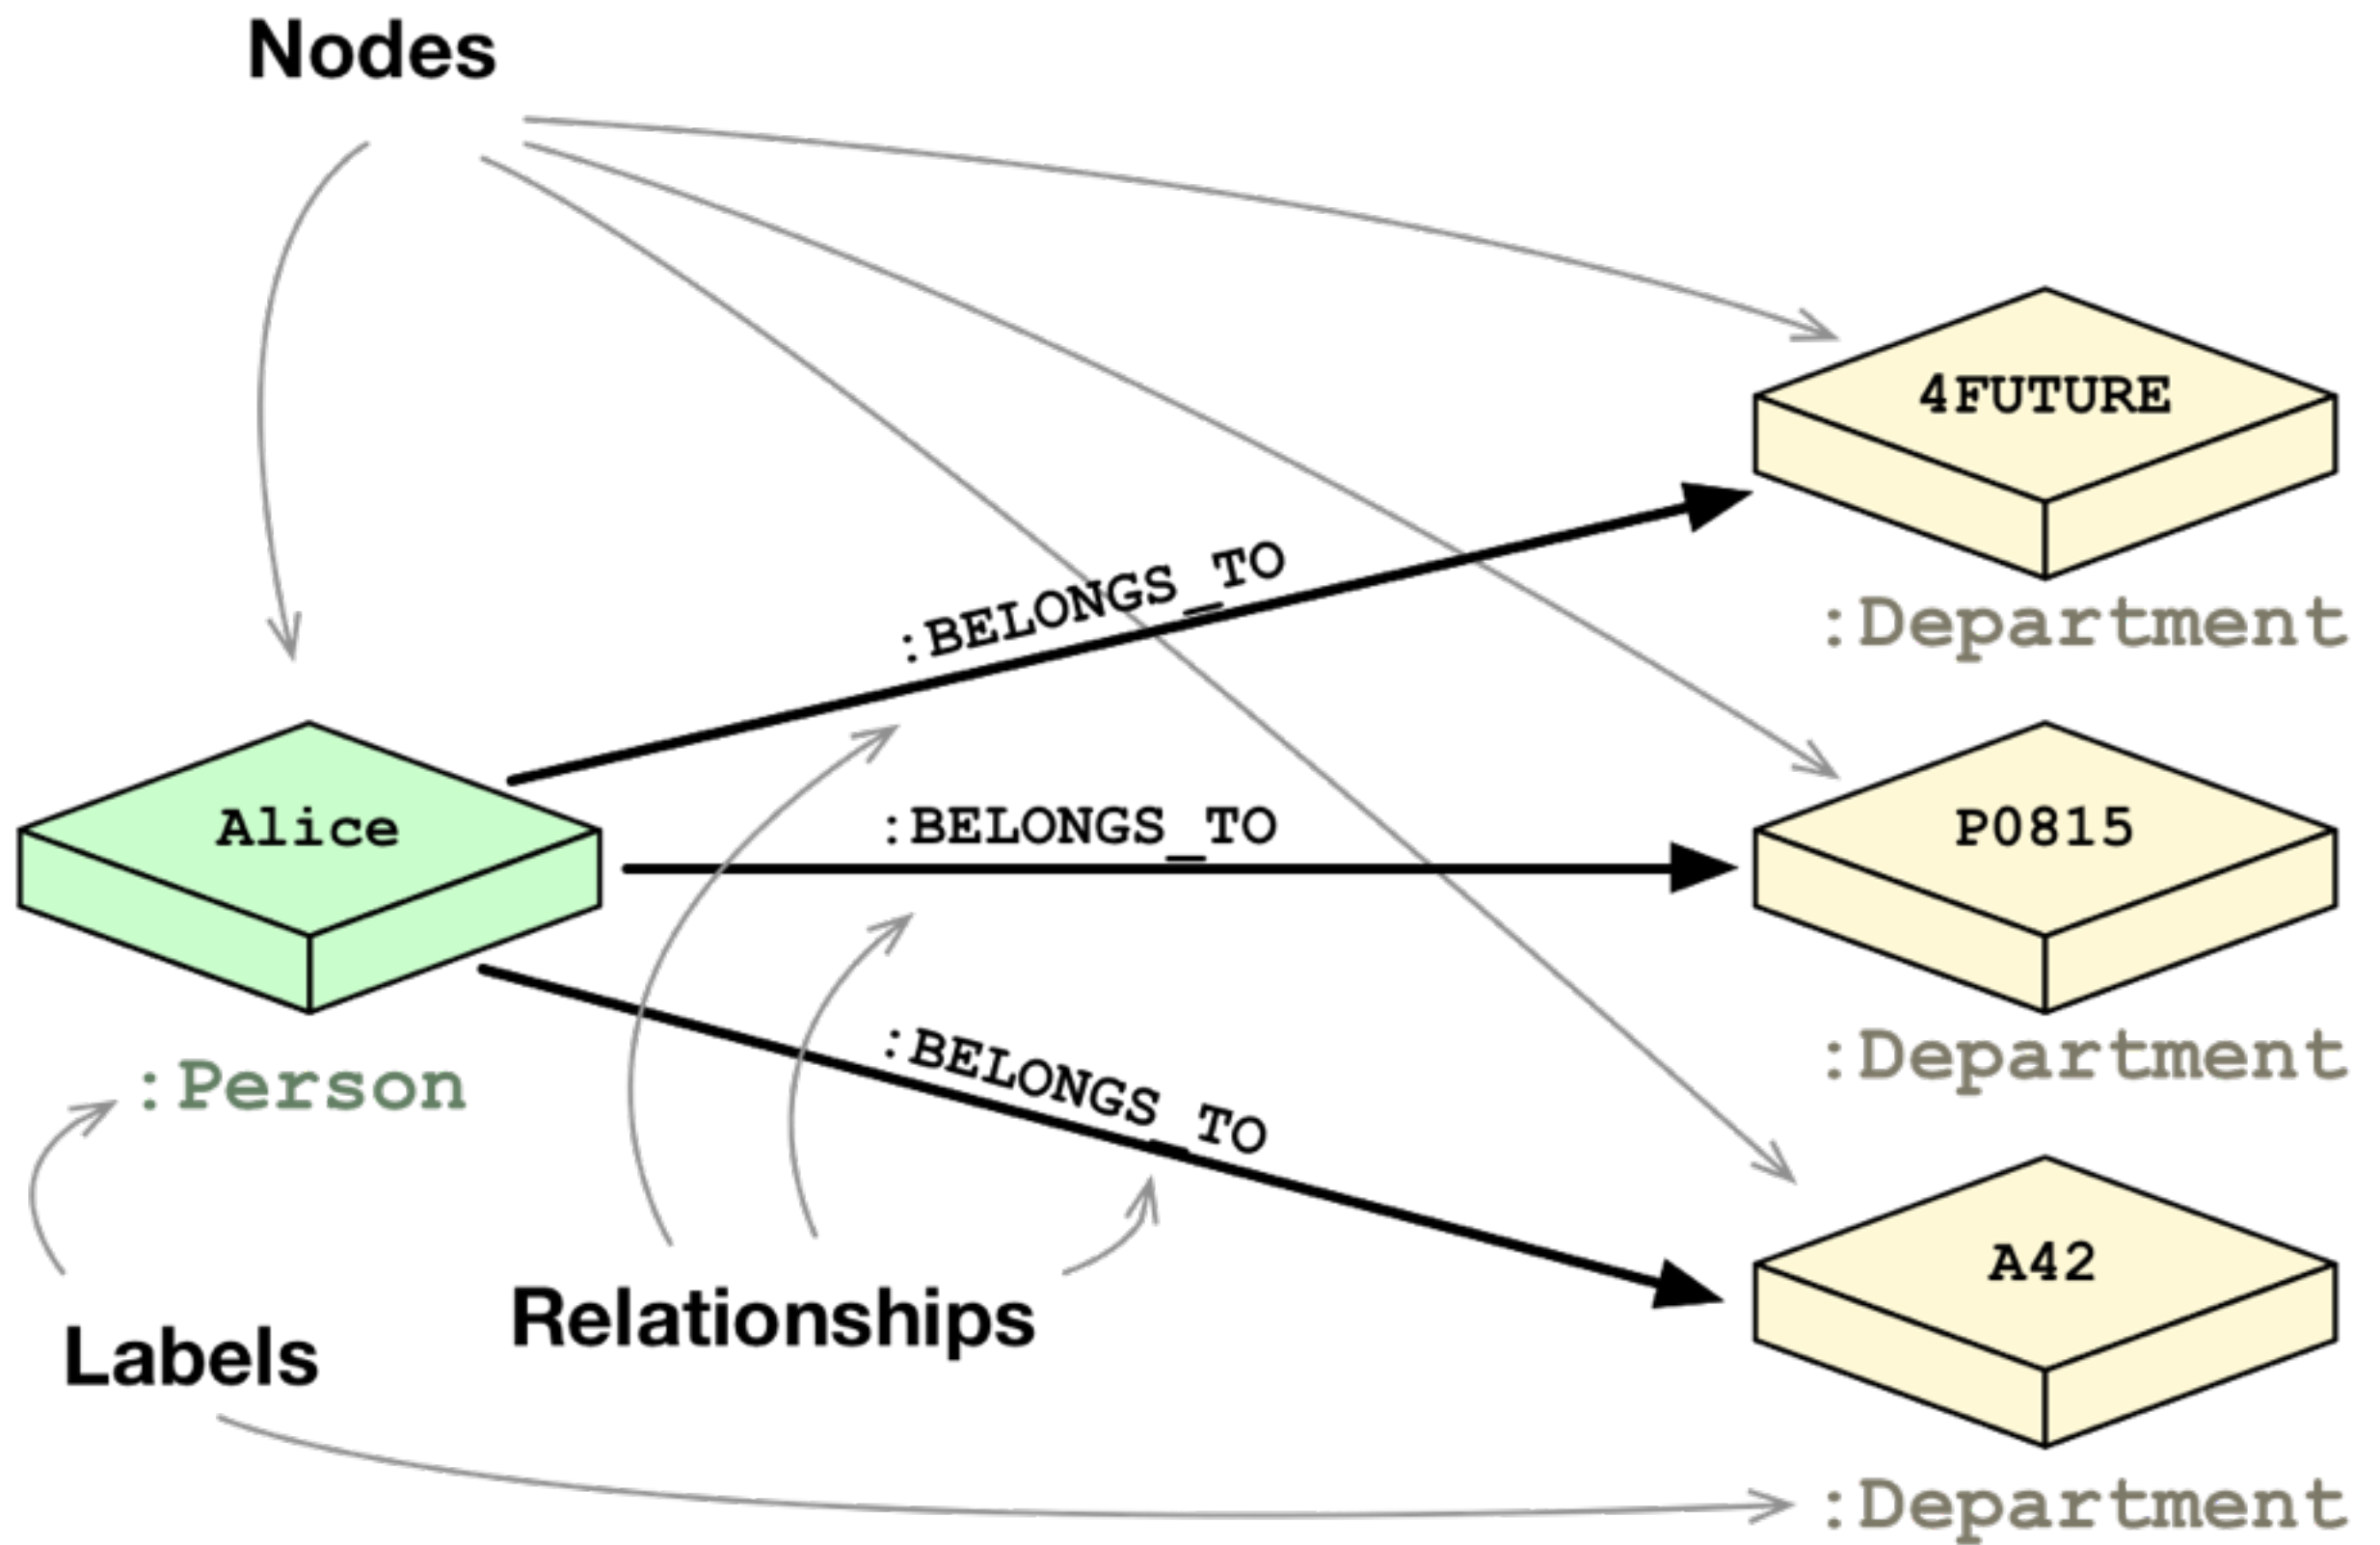 Nodes
4FUTURE
:BELONGS_TO
:Department
Alice
:BELONGS_TO
P0815
:Person
:BELONGS_TO
:Department
A42
Relationships
Labels
:Department